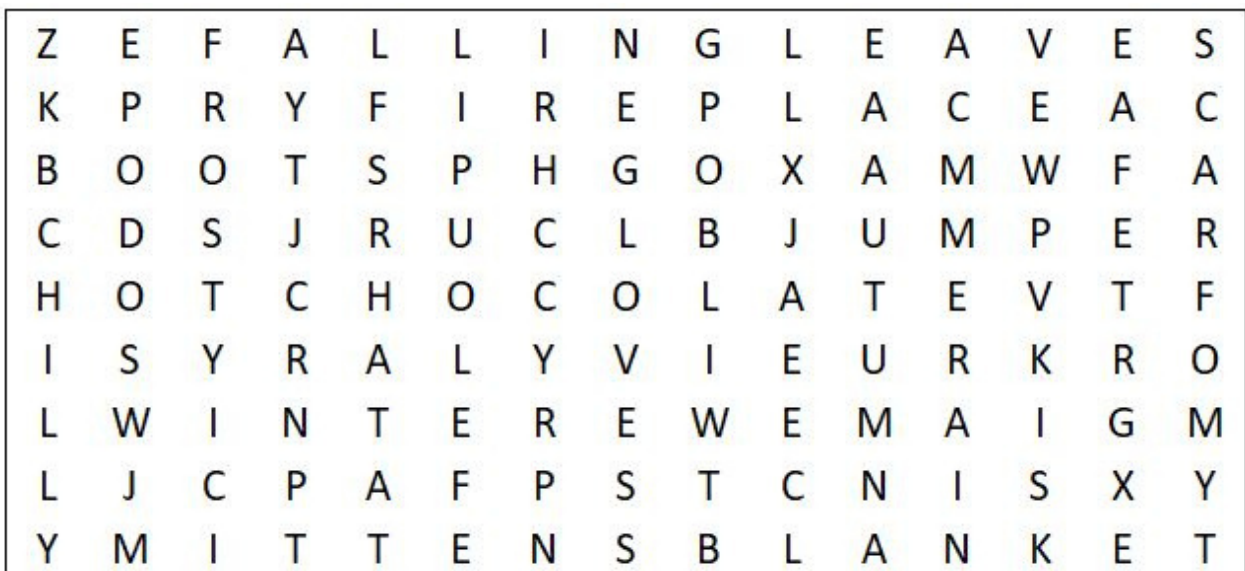 Z E F A L L I N G L E A V E S
K P R Y F I R E P L A C E A C
B O O T S P H G O X A M W F A
C D S J R U C L B J U M P E R
H O T C H O C O L A T E V T F
I S Y R A L Y V I E U R K R O
L W I N T E R E W E M A I G M
L J C P A F P S T C N I S X Y
Y M I T T E N S B L A N K E T